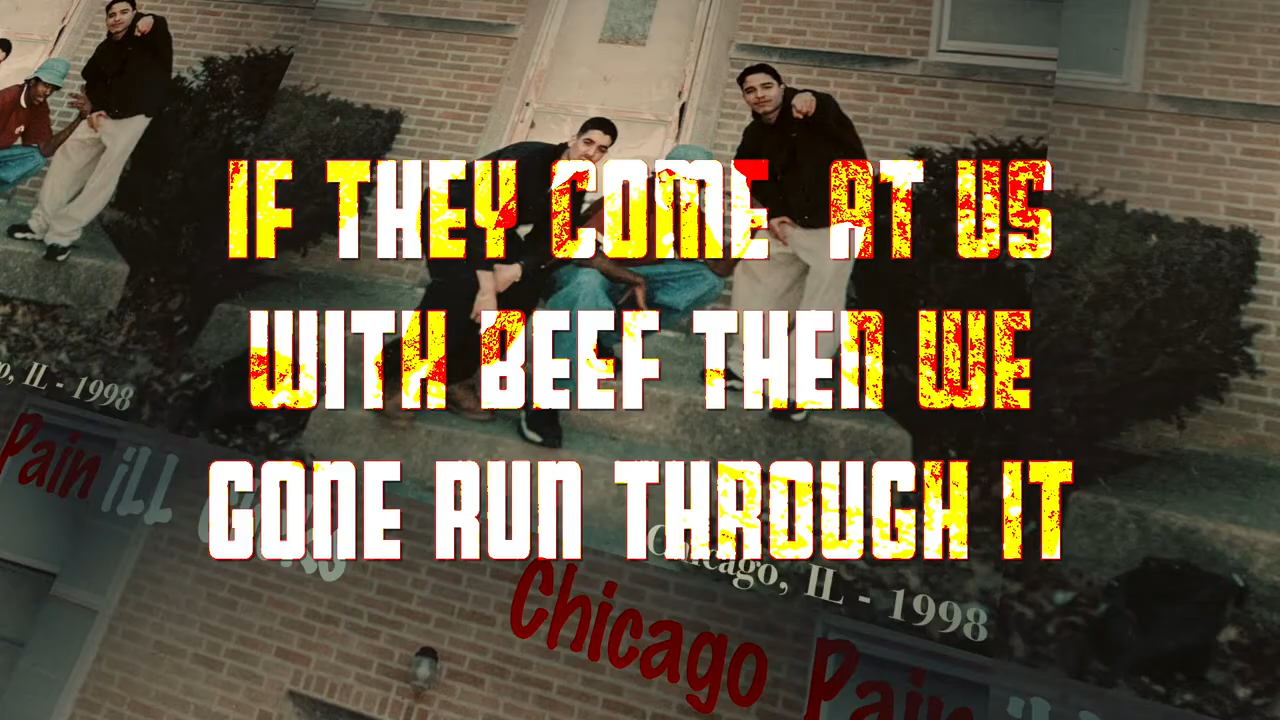 IF THEY COME AT US
WITH BEEF THEN WE
GONE RUN THROUGH IT
o, IL - 1998
Pain iLL
Chicago, IL - 1998
Chicago Pain iLL